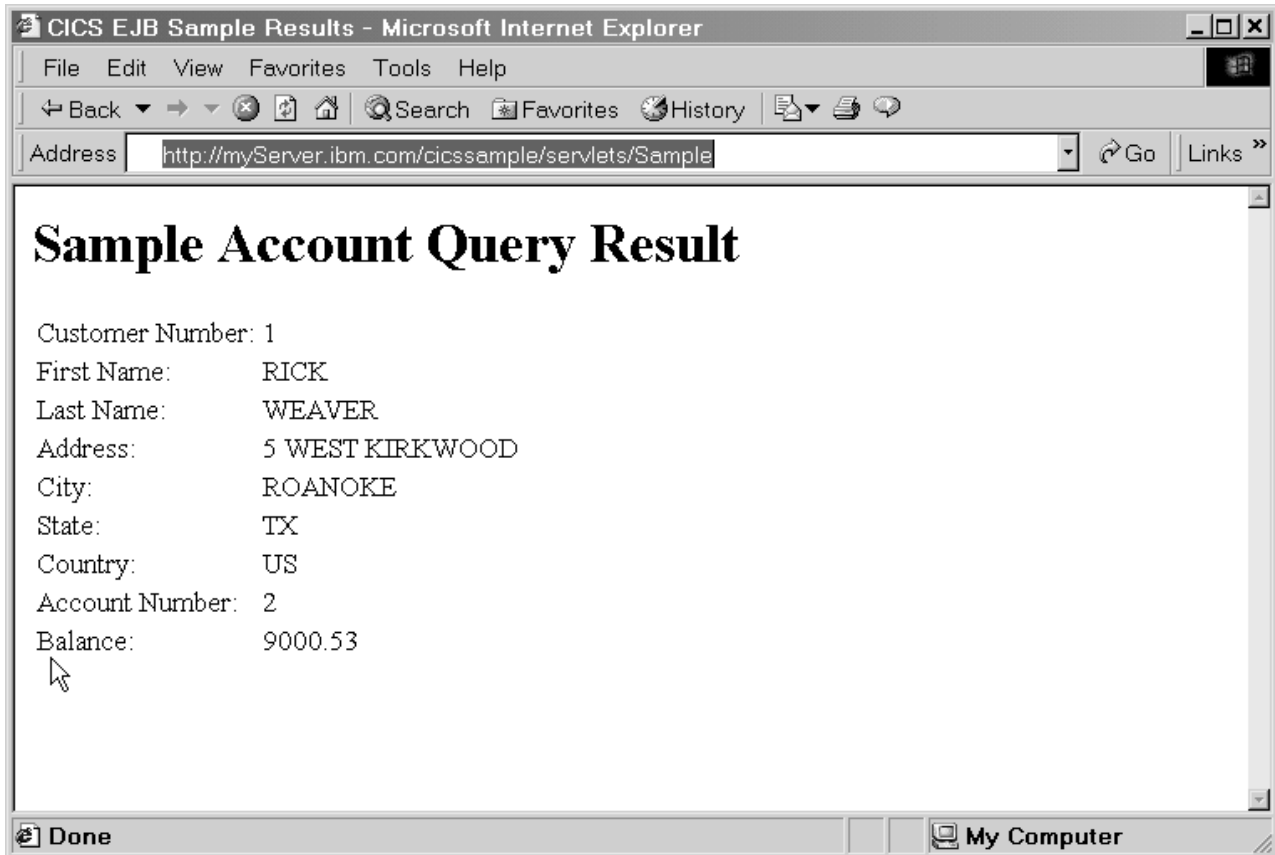 CICS EJB Sample Results - Microsoft Internet Explorer
File Edit View Favorites Tools Help
Back Search Favorites History
Address http://myServer.ibm.com/cicssample/servlets/Sample Go Links »
Sample Account Query Result
Customer Number: 1
First Name: RICK
Last Name: WEAVER
Address: 5 WEST KIRKWOOD
City: ROANOKE
State: TX
Country: US
Account Number: 2
Balance: 9000.53
Done My Computer